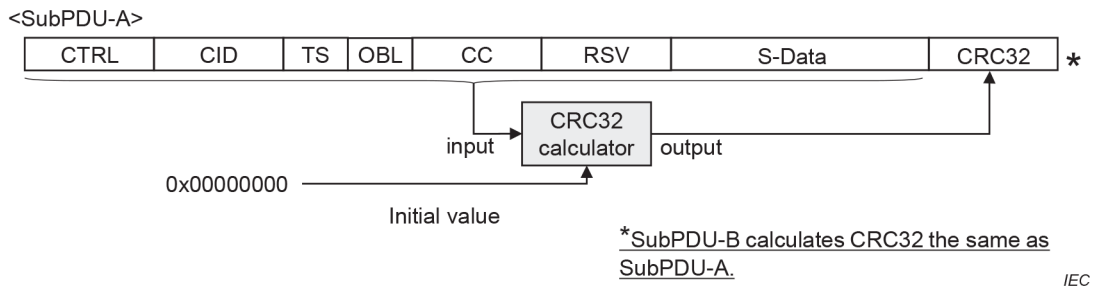 <SubPDU-A>
CTRL CID TS OBL CC RSV S-Data CRC32 *
CRC32
calculator
input
output
0x00000000
Initial value
*SubPDU-B calculates CRC32 the same as
SubPDU-A.
IEC